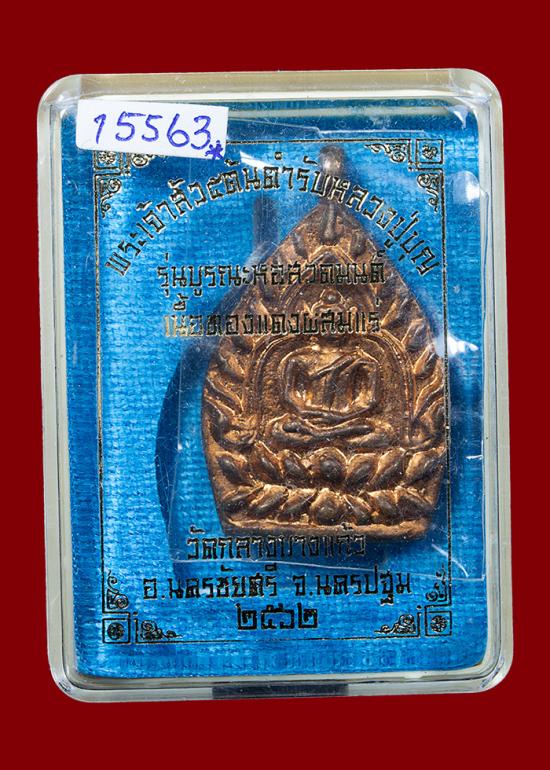 15563*
พระเจ้าสัว๕ต้นตำรับหลวงปู่บุญ
รุ่นบูรณะหอสวดมนต์
เนื้อทองแดงผสมแร่
วัดกลางบางแก้ว
อ.นครชัยศรี จ.นครปฐม
๒๕๖๒